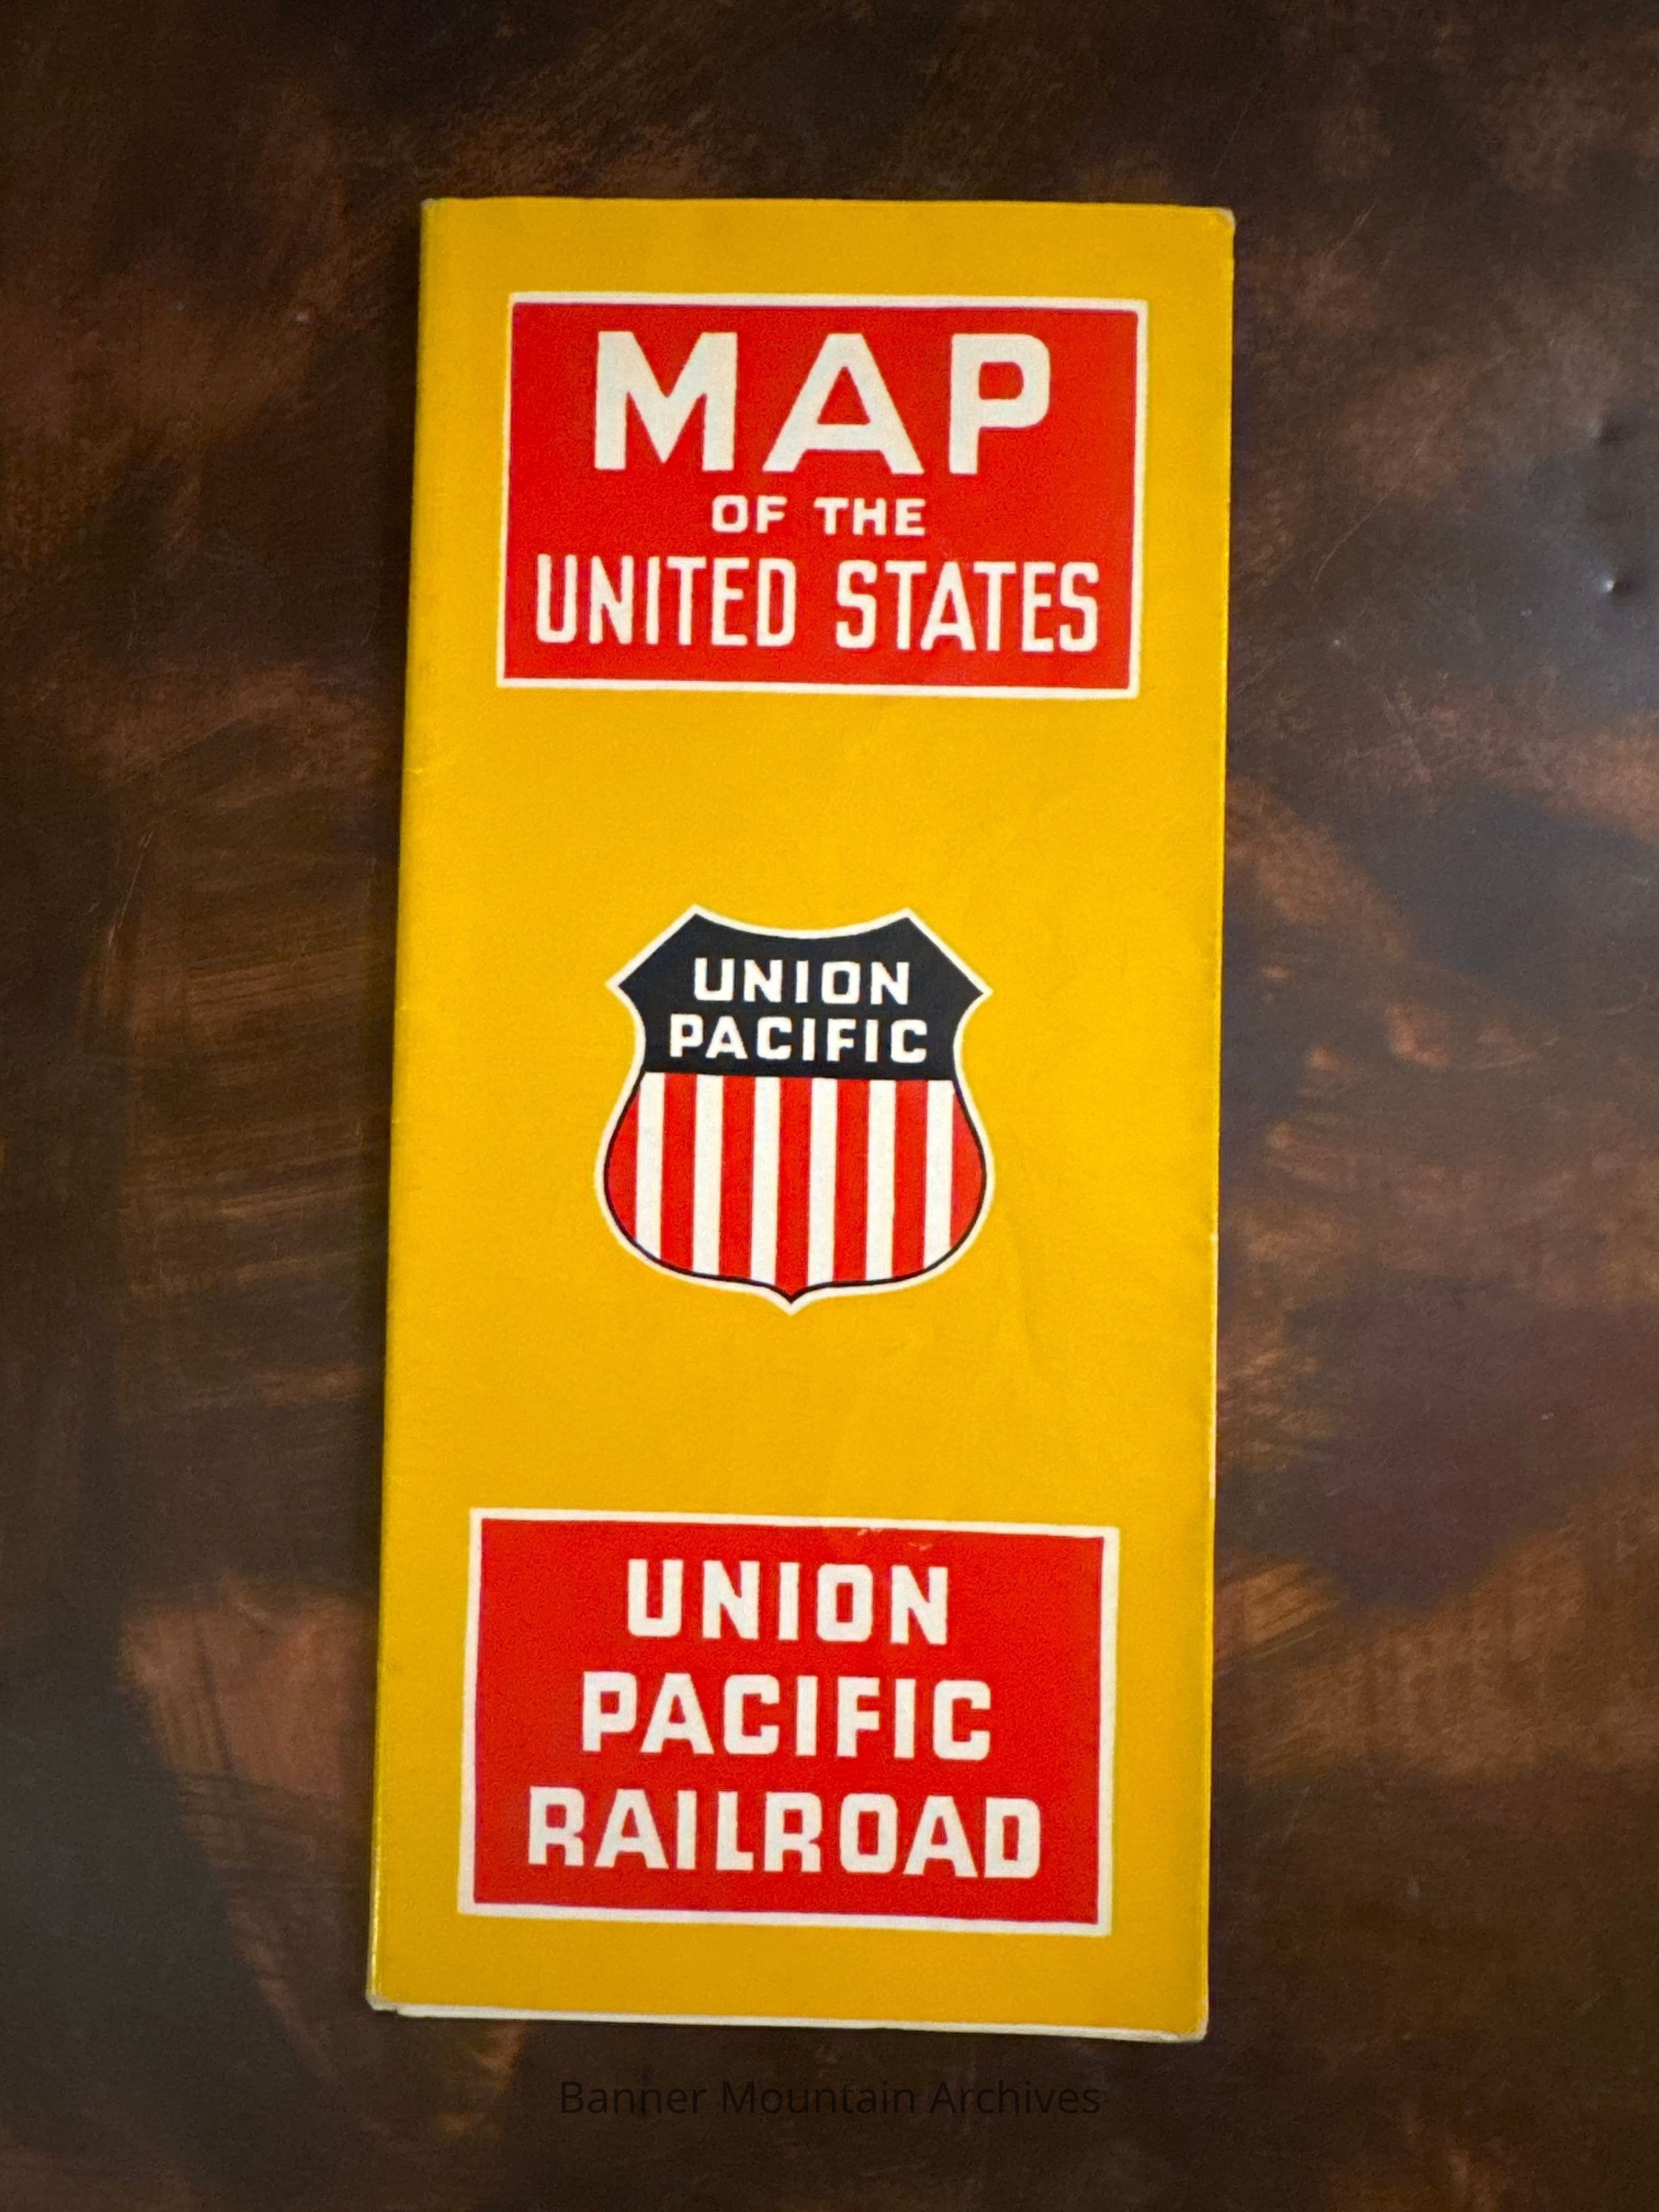 MAP
OF THE
UNITED STATES
UNION
PACIFIC
UNION
PACIFIC
RAILROAD
Banner Mountain Archives